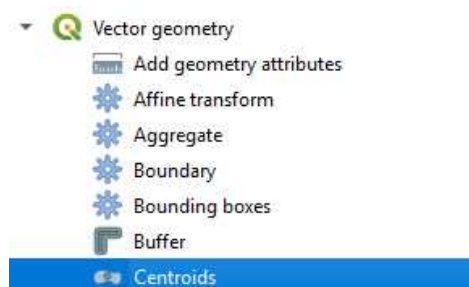 Vector geometry
Add geometry attributes
Affine transform
Aggregate
Boundary
Bounding boxes
Buffer
Centroids